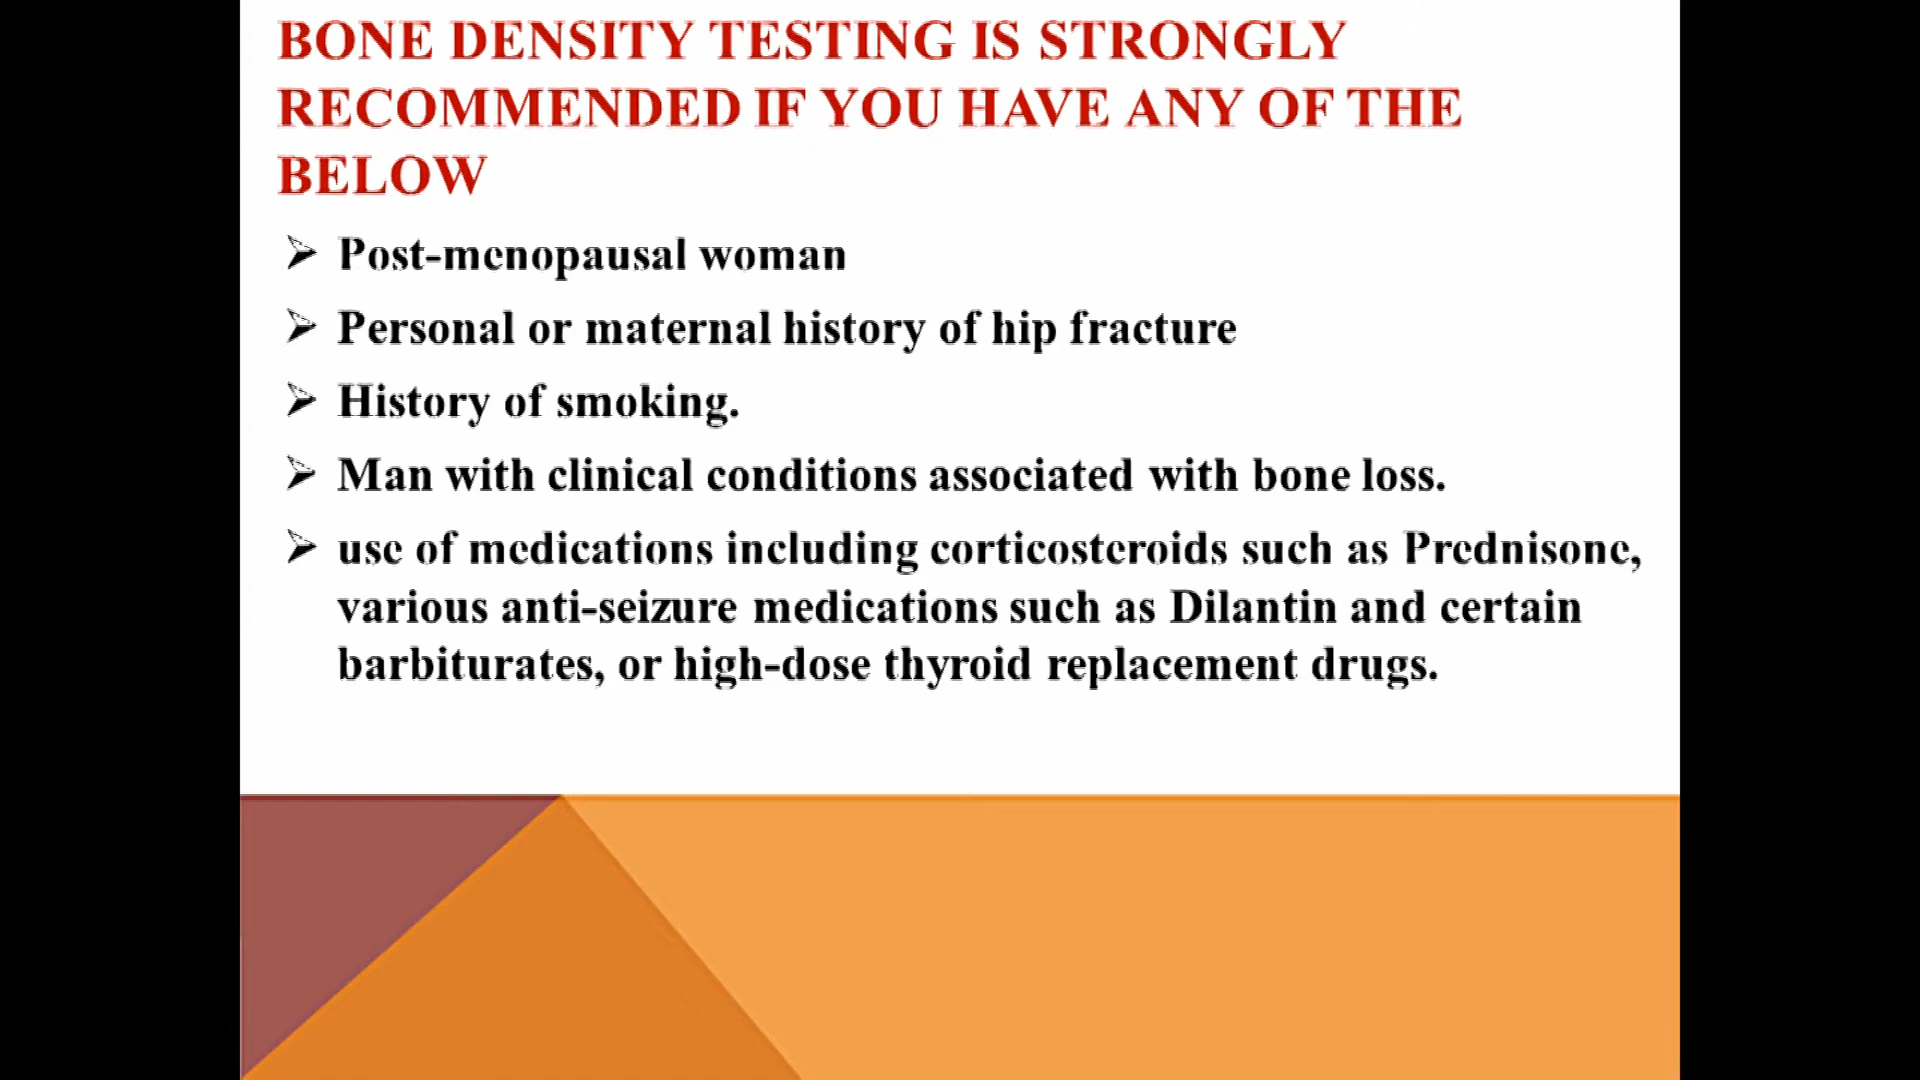 BONE DENSITY TESTING IS STRONGLY
RECOMMENDED IF YOU HAVE ANY OF THE
BELOW
➢ Post-menopausal woman
➢ Personal or maternal history of hip fracture
➢ History of smoking.
➢ Man with clinical conditions associated with bone loss.
➢ use of medications including corticosteroids such as Prednisone,
various anti-seizure medications such as Dilantin and certain
barbiturates, or high-dose thyroid replacement drugs.